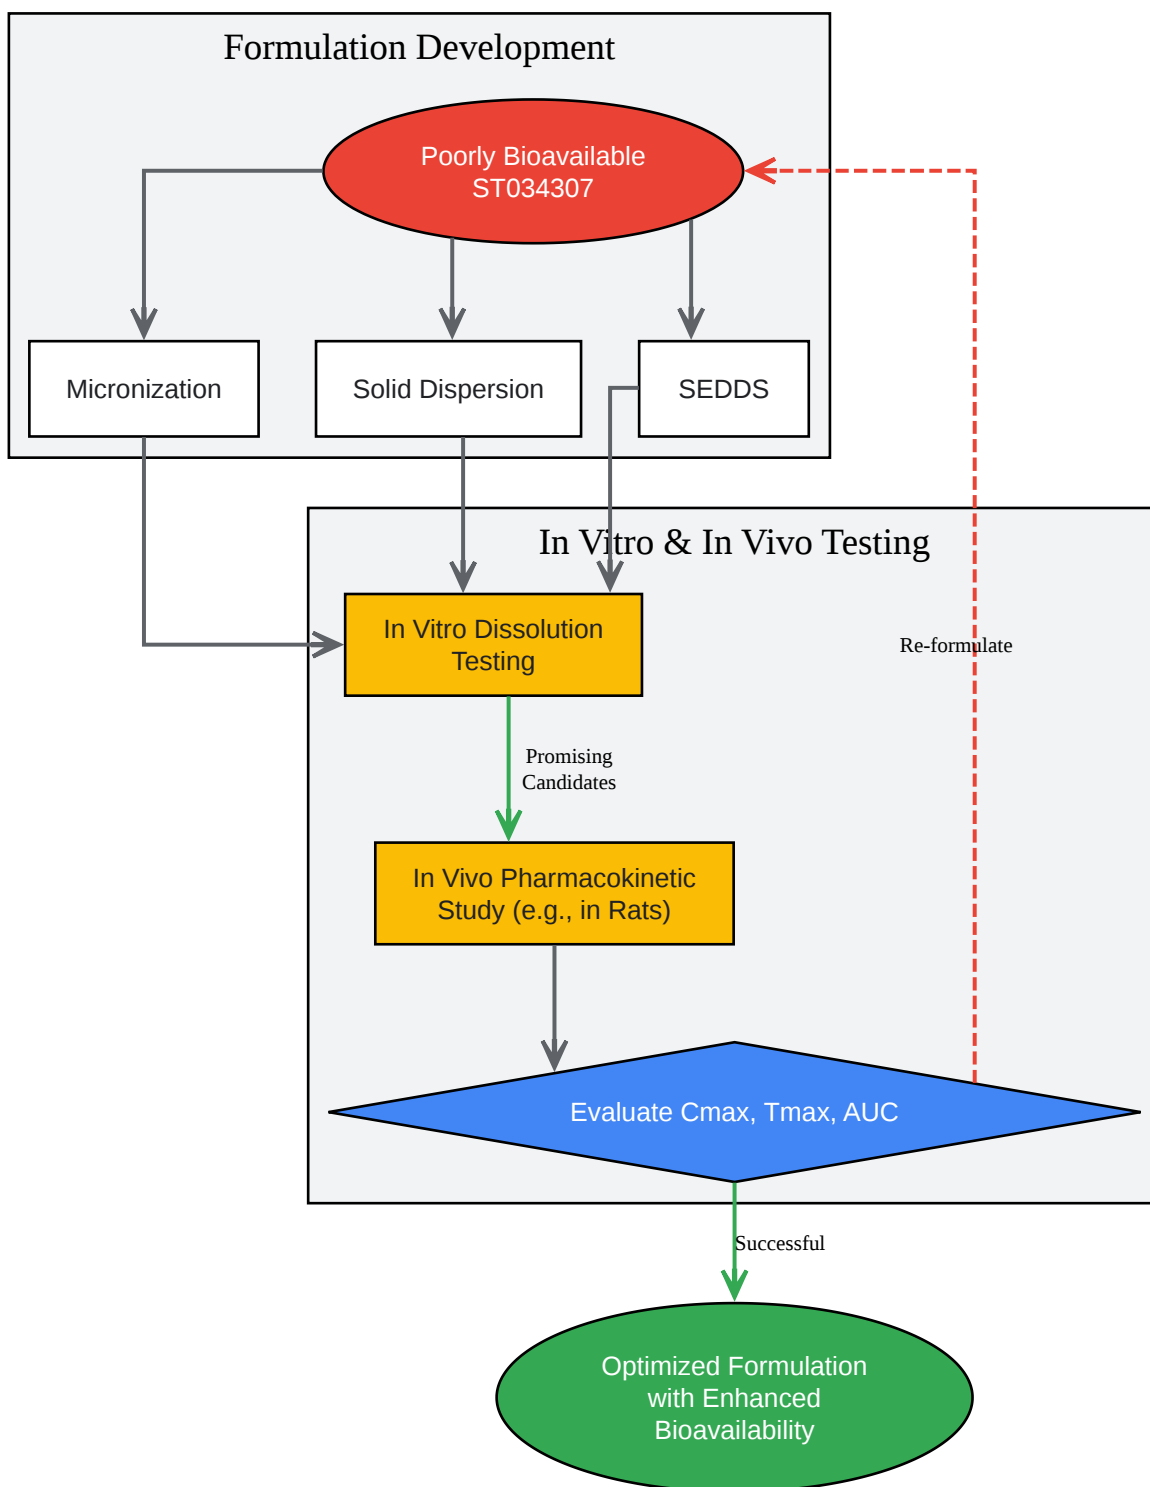 Formulation Development
Poorly Bioavailable
ST034307
Micronization
Solid Dispersion
SEDDS
In Vitro & In Vivo Testing
In Vitro Dissolution
Testing
Re-formulate
Promising
Candidates
In Vivo Pharmacokinetic
Study (e.g., in Rats)
Evaluate Cmax, Tmax, AUC
Successful
Optimized Formulation
with Enhanced
Bioavailability